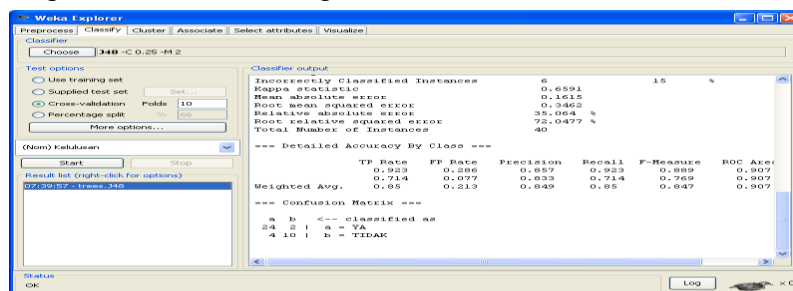 Weka Explorer
Preprocess Classify Cluster Associate Select attributes Visualize
Classifier
Choose J48 -C 0.25 -M 2
Test options
Use training set
Supplied test set Set...
Cross-validation Folds 10
Percentage split % 66
More options...
(Nom) Kelulusan
Start Stop
Result list (right-click for options)
07:39:57 - trees.J48
Classifier output
Incorrectly Classified Instances 6 15 %
Kappa statistic 0.6591
Mean absolute error 0.1615
Root mean squared error 0.3462
Relative absolute error 35.064 %
Root relative squared error 72.0477 %
Total Number of Instances 40
=== Detailed Accuracy By Class ===
TP Rate FP Rate Precision Recall F-Measure ROC Area
0.923 0.286 0.857 0.923 0.889 0.907
0.714 0.077 0.833 0.714 0.769 0.907
Weighted Avg. 0.85 0.213 0.849 0.85 0.847 0.907
=== Confusion Matrix ===
a b <-- classified as
24 2 | a = YA
4 10 | b = TIDAK
Status
OK
Log